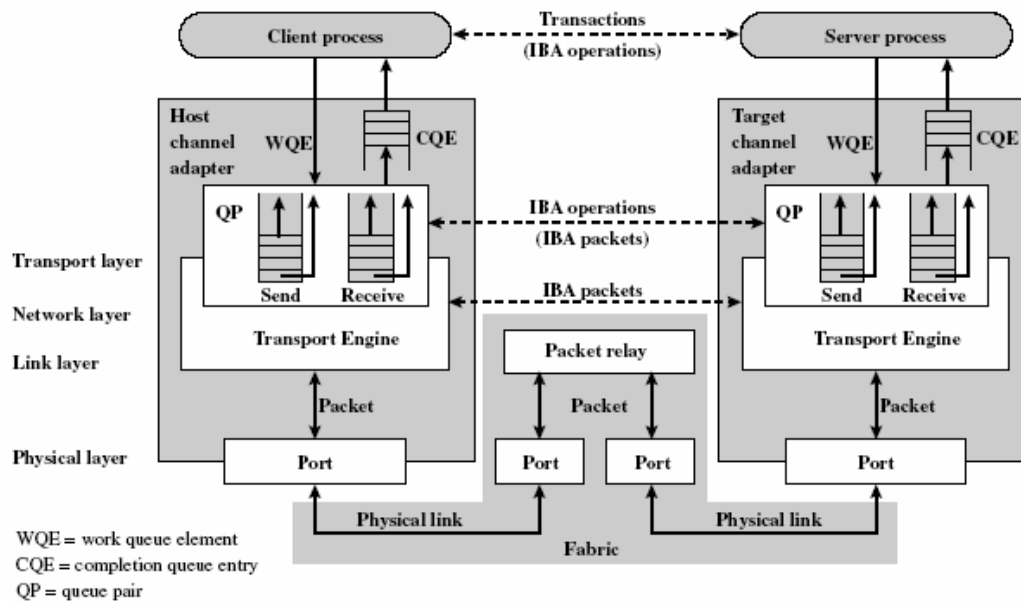 Transactions
Client process
Server process
(IBA operations)
Host
channel
adapter
WQE
CQE
Target
channel
adapter
WQE
CQE
QP
IBA operations
(IBA packets)
QP
Transport layer
Send
Receive
IBA packets
Send
Receive
Network layer
Transport Engine
Transport Engine
Link layer
Packet relay
Packet
Packet
Packet
Physical layer
Port
Port
Port
Port
Physical link
Physical link
Fabric
WQE = work queue element
CQE = completion queue entry
QP = queue pair